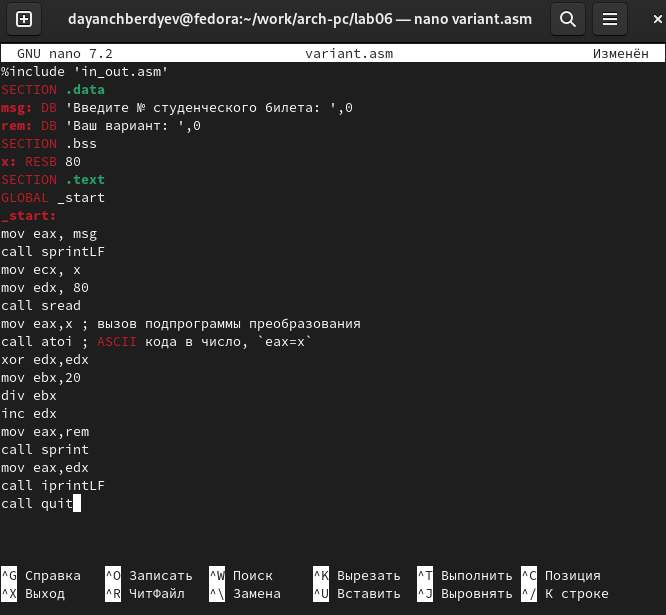 dayanchberdyev@fedora:~/work/arch-pc/lab06 — nano variant.asm
GNU nano 7.2 variant.asm Изменён
%include 'in_out.asm'
SECTION .data
msg: DB 'Введите № студенческого билета: ',0
rem: DB 'Ваш вариант: ',0
SECTION .bss
x: RESB 80
SECTION .text
GLOBAL _start
_start:
mov eax, msg
call sprintLF
mov ecx, x
mov edx, 80
call sread
mov eax,x ; вызов подпрограммы преобразования
call atoi ; ASCII кода в число, `eax=x`
xor edx,edx
mov ebx,20
div ebx
inc edx
mov eax,rem
call sprint
mov eax,edx
call iprintLF
call quit
^G Справка ^O Записать ^W Поиск ^K Вырезать ^T Выполнить ^C Позиция
^X Выход ^R ЧитФайл ^\ Замена ^U Вставить ^J Выровнять ^/ К строке